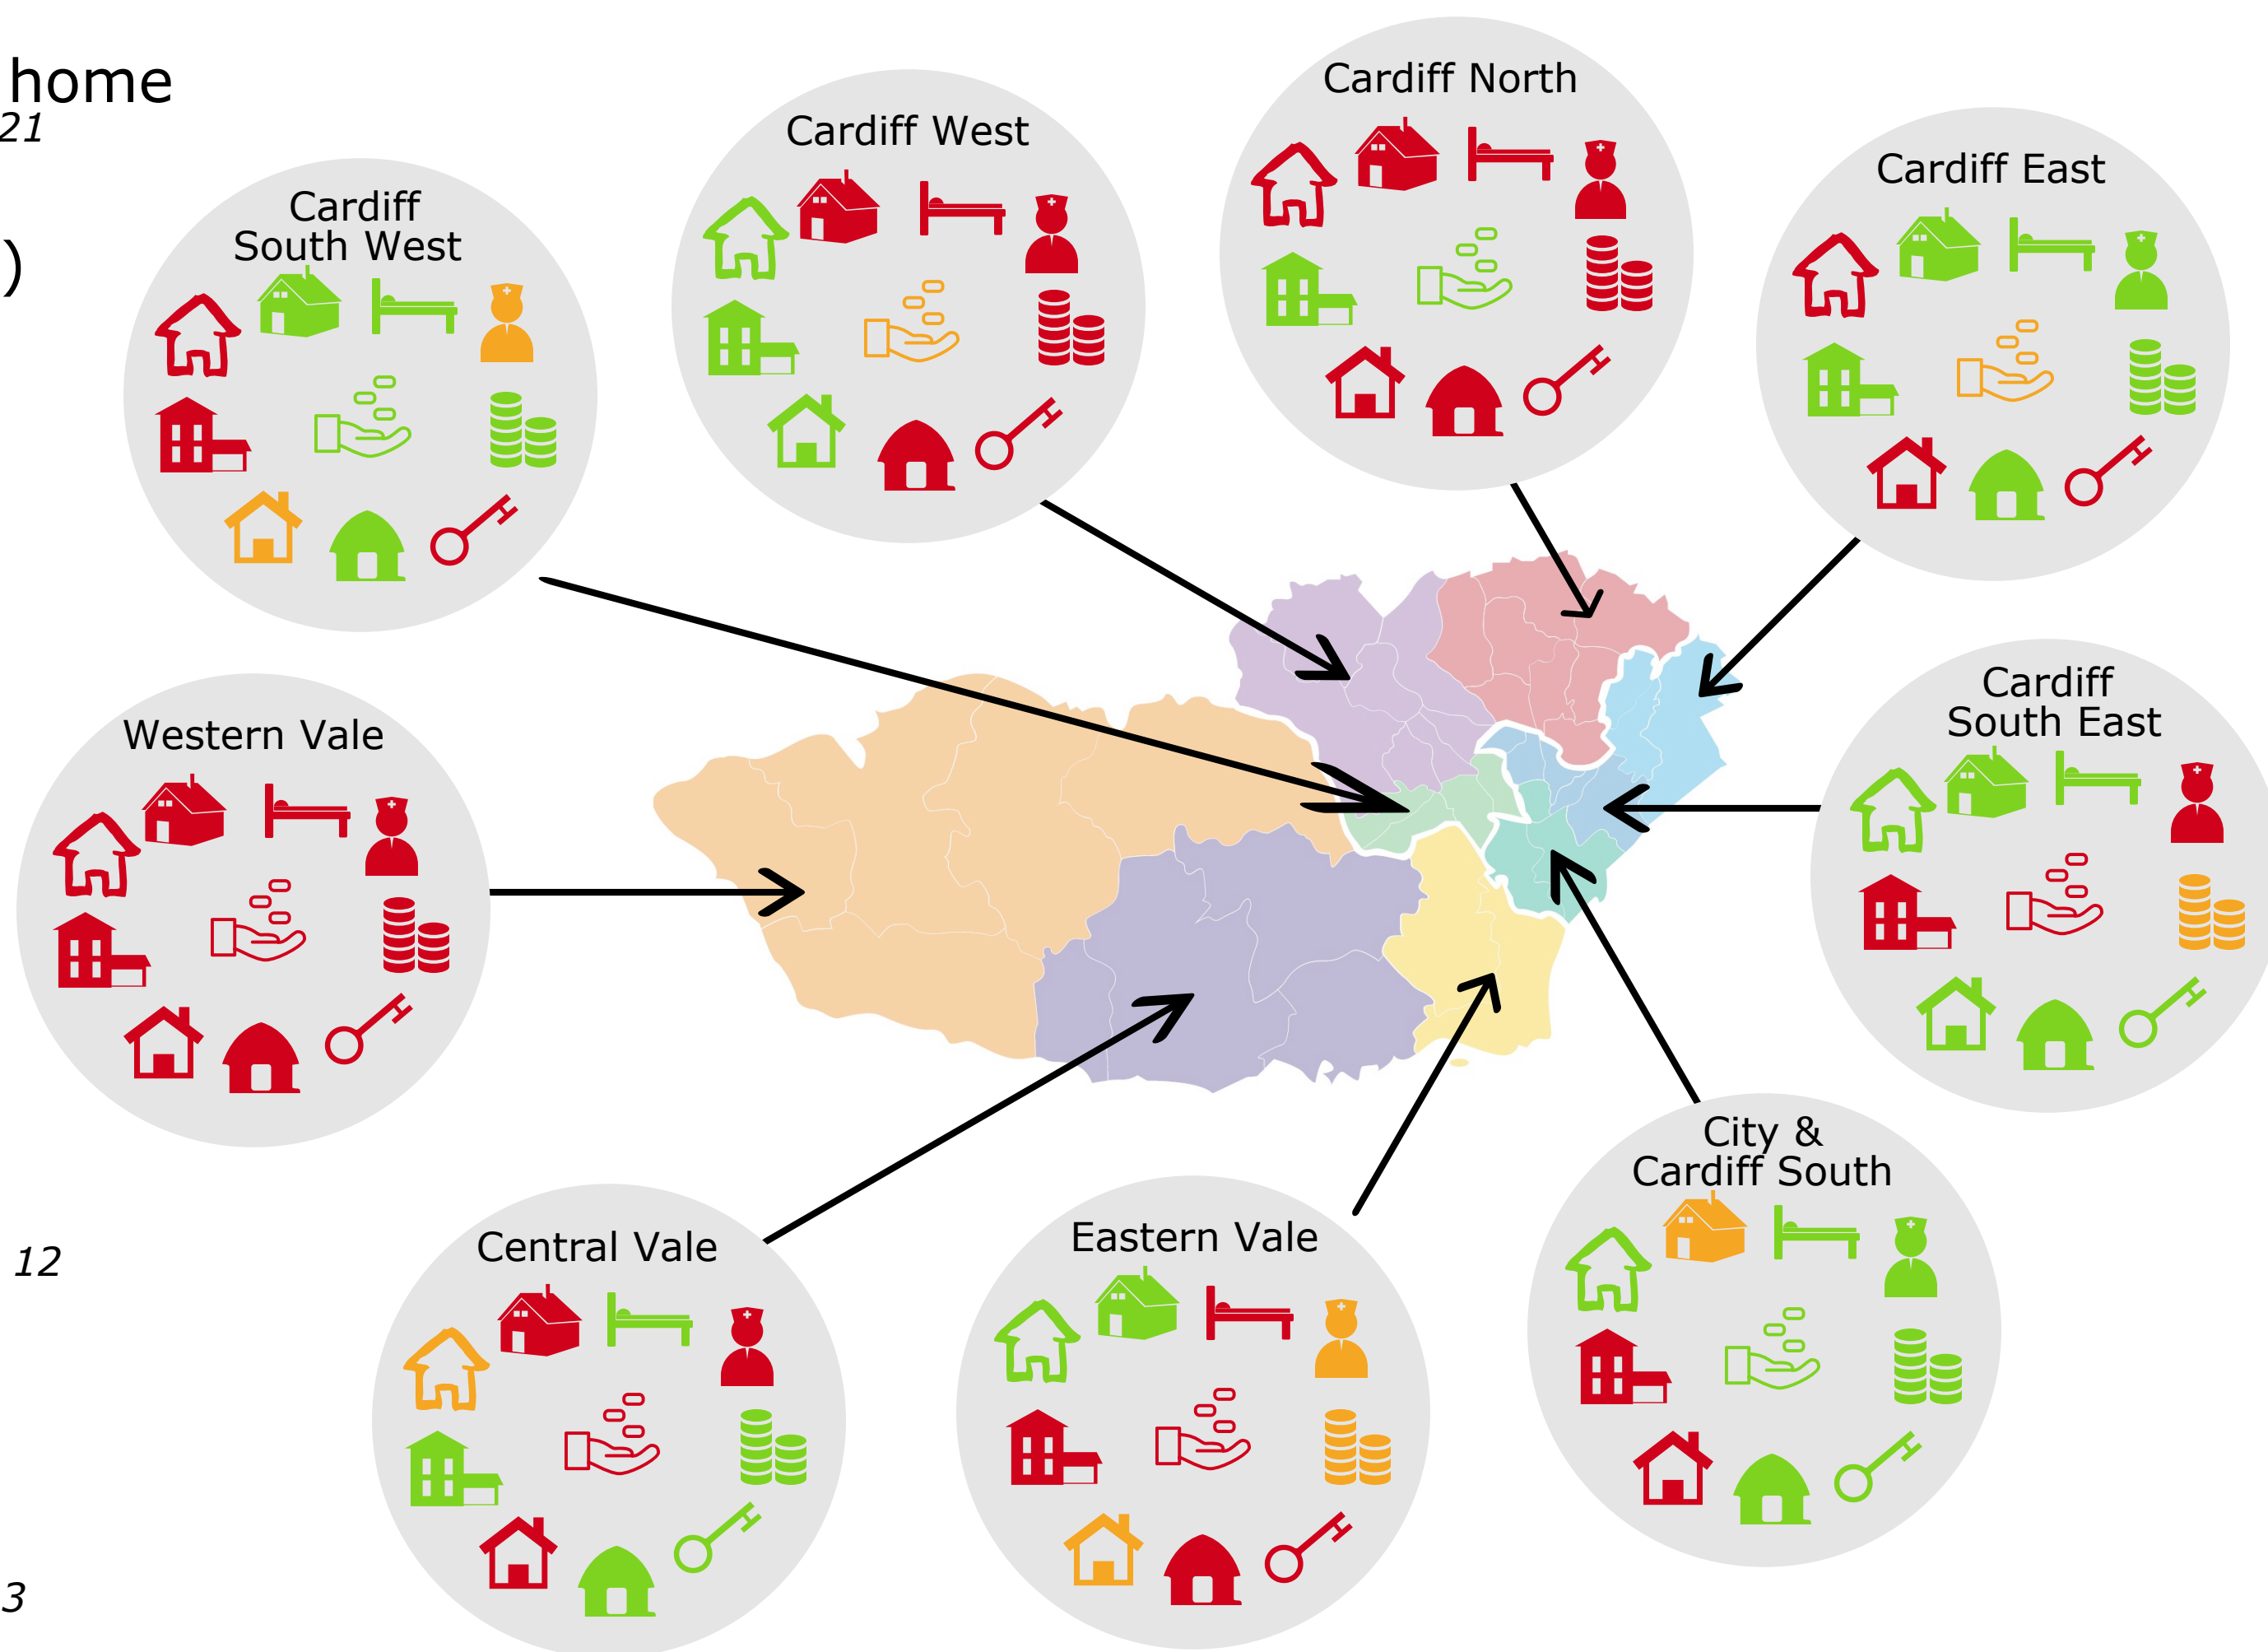 home
21
)
Cardiff
South West
Cardiff West
Cardiff North
Cardiff East
Western Vale
Cardiff
South East
Central Vale
Eastern Vale
City &
Cardiff South
12
3